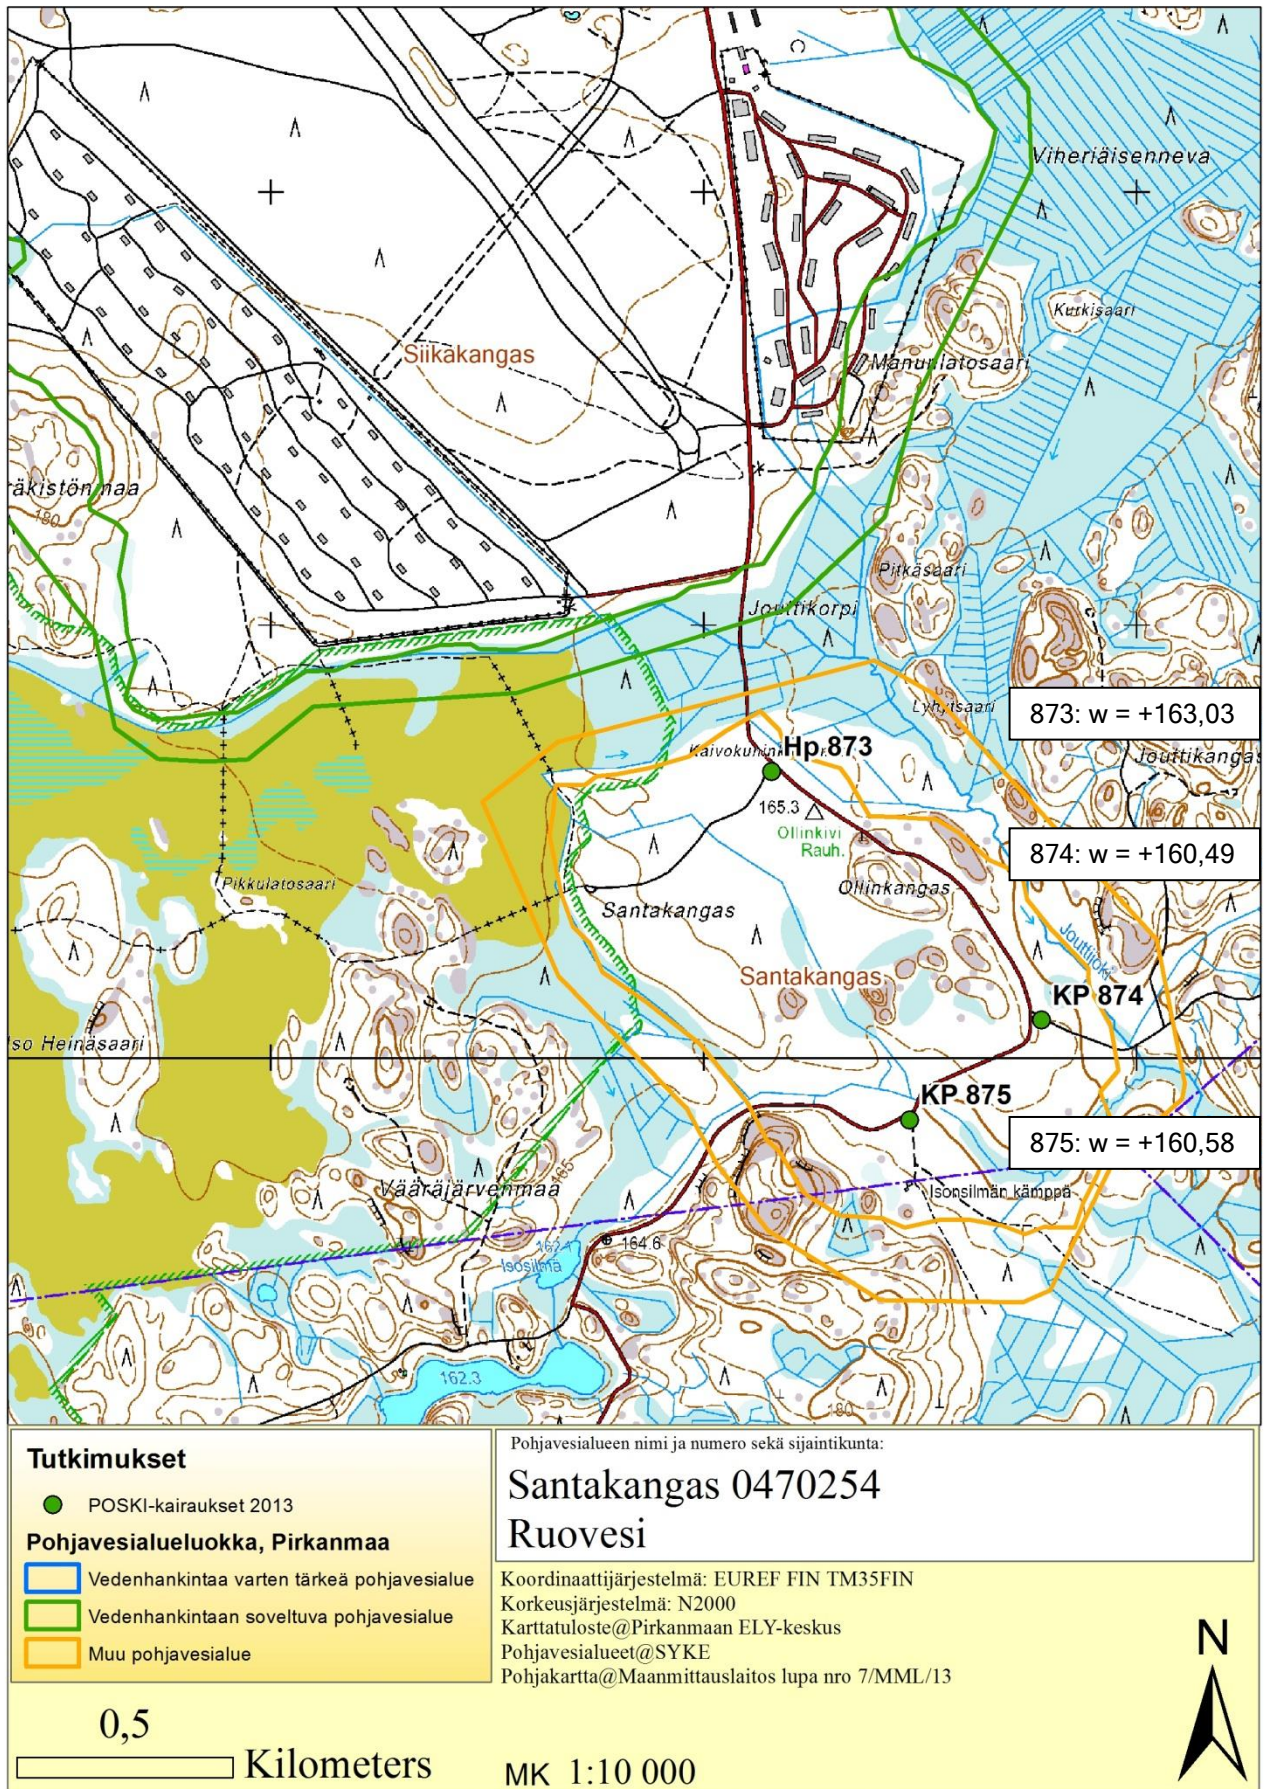 Viheriäisenneva
Kurkisaari
Siikakangas
Manun latosaari
räkistön maa
180
Pitkäsaari
Jouttikorpi
Lyhytsaari
873: w = +163,03
Hp 873
Jouttikangas
165.3
Ollinkivi
Rauh.
874: w = +160,49
Pikkulatosaari
Ollinkangas
Santakangas
Jouttijoki
Santakangas
KP 874
Iso Heinäsaari
KP 875
875: w = +160,58
165
Vääräjärvenmaa
Isonsilmän kämppä
162.1
164.6
Isosilmä
162.3
180
Tutkimukset
POSKI-kairaukset 2013
Pohjavesialueluokka, Pirkanmaa
Vedenhankintaa varten tärkeä pohjavesialue
Vedenhankintaan soveltuva pohjavesialue
Muu pohjavesialue
Pohjavesialueen nimi ja numero sekä sijaintikunta:
Santakangas 0470254
Ruovesi
Koordinaattijärjestelmä: EUREF FIN TM35FIN
Korkeusjärjestelmä: N2000
Karttatuloste@Pirkanmaan ELY-keskus
Pohjavesialueet@SYKE
Pohjakartta@Maanmittauslaitos lupa nro 7/MML/13
N
0,5
Kilometers
MK 1:10 000